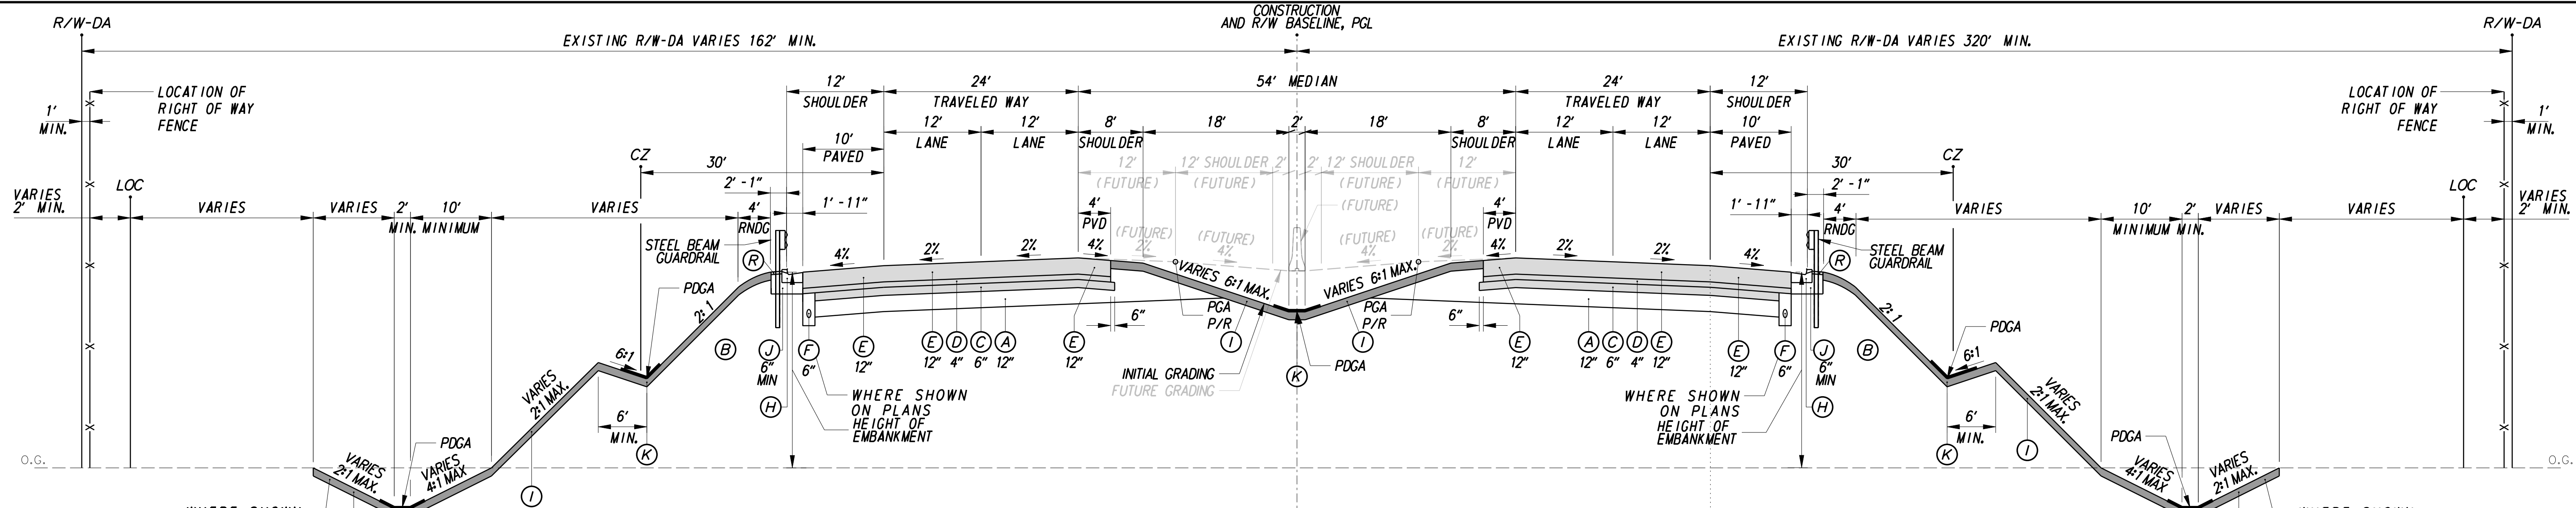 CONSTRUCTION
AND R/W BASELINE, PGL
R/W-DA
R/W-DA
EXISTING R/W-DA VARIES 162' MIN.
EXISTING R/W-DA VARIES 320' MIN.
12'
24'
54' MEDIAN
24'
12'
SHOULDER
TRAVELED WAY
TRAVELED WAY
SHOULDER
LOCATION OF
RIGHT OF WAY
FENCE
LOCATION OF
RIGHT OF WAY
FENCE
1'
MIN.
1'
MIN.
12'
12'
8'
18'
2'
18'
8'
12'
12'
10'
LANE
LANE
SHOULDER
SHOULDER
LANE
LANE
PAVED
10'
PAVED
CZ
30'
12'
12' SHOULDER
2'
2'
12' SHOULDER
12'
30'
CZ
(FUTURE)
(FUTURE)
(FUTURE)
(FUTURE)
(FUTURE)
VARIES
2' MIN.
LOC
VARIES
VARIES
2'
MIN.
10'
MINIMUM
VARIES
4'
RNDG
2'-1"
1'-11"
4'
PVD
4'
PVD
1'-11"
2'-1"
4'
RNDG
VARIES
10'
MINIMUM
2'
MIN.
VARIES
VARIES
LOC
VARIES
2' MIN.
STEEL BEAM
GUARDRAIL
R
4%
2%
2%
4%
(FUTURE)
2%
(FUTURE)
4%
(FUTURE)
4%
(FUTURE)
2%
4%
2%
2%
4%
STEEL BEAM
GUARDRAIL
R
PDGA
2:1
VARIES 6:1 MAX.
VARIES 6:1 MAX.
2:1
PDGA
PGA
P/R
PGA
P/R
6"
6"
6:1
B
J
6"
MIN
F
6"
E
12"
E
12"
D
4"
C
6"
A
12"
E
12"
I
I
E
12"
A
12"
C
6"
D
4"
E
12"
E
12"
F
6"
J
6"
MIN
B
6:1
INITIAL GRADING
FUTURE GRADING
K
PDGA
VARIES
2:1 MAX.
H
WHERE SHOWN
ON PLANS
HEIGHT OF
EMBANKMENT
WHERE SHOWN
ON PLANS
HEIGHT OF
EMBANKMENT
H
VARIES
2:1 MAX.
6'
MIN.
6'
MIN.
K
K
I
O.G.
VARIES
2:1 MAX.
PDGA
VARIES
4:1 MAX
I
VARIES
4:1 MAX
PDGA
VARIES
2:1 MAX.
O.G.